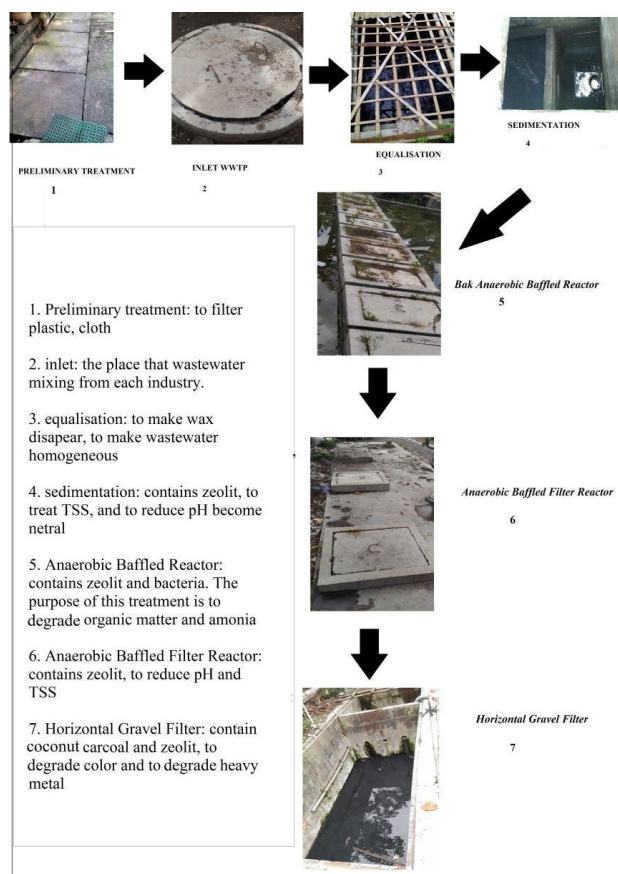 PRELIMINARY TREATMENT
1
INLET WWTP
2
EQUALISATION
3
SEDIMENTATION
4
Bak Anaerobic Baffled Reactor
5
Anaerobic Baffled Filter Reactor
6
Horizontal Gravel Filter
7
1. Preliminary treatment: to filter
plastic, cloth
2. inlet: the place that wastewater
mixing from each industry.
3. equalisation: to make wax
disapear, to make wastewater
homogeneous
4. sedimentation: contains zeolit, to
treat TSS, and to reduce pH become
netral
5. Anaerobic Baffled Reactor:
contains zeolit and bacteria. The
purpose of this treatment is to
degrade organic matter and amonia
6. Anaerobic Baffled Filter Reactor:
contains zeolit, to reduce pH and
TSS
7. Horizontal Gravel Filter: contain
coconut carcoal and zeolit, to
degrade color and to degrade heavy
metal
,